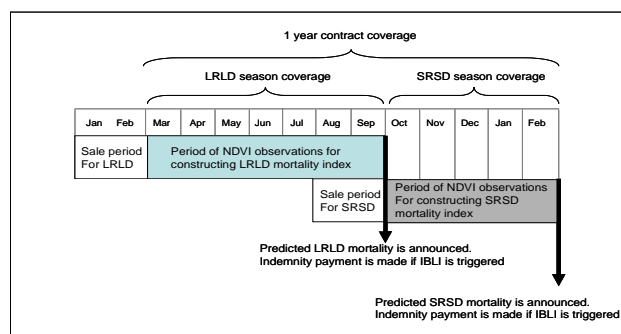 1 year contract coverage
LRLD season coverage
SRSD season coverage
Jan Feb Mar Apr May Jun Jul Aug Sep Oct Nov Dec Jan Feb
Sale period
For LRLD
Period of NDVI observations for
constructing LRLD mortality index
Sale period
For SRSD
Period of NDVI observations
For constructing SRSD
mortality index
Predicted LRLD mortality is announced.
Indemnity payment is made if IBLI is triggered
Predicted SRSD mortality is announced.
Indemnity payment is made if IBLI is triggered